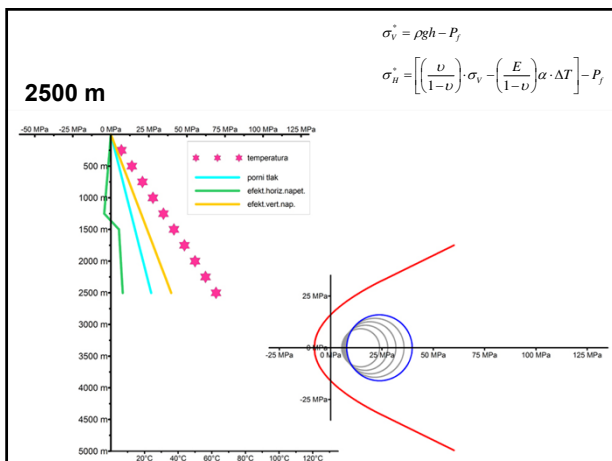 σ*V = ρgh − Pf
σ*H = [(υ/(1−υ))·σV − (E/(1−υ)) α·ΔT] − Pf
2500 m
-50 MPa -25 MPa 0 MPa 25 MPa 50 MPa 75 MPa 100 MPa 125 MPa
temperatura
porni tlak
efekt.horiz.napet.
efekt.vert.nap.
500 m
1000 m
1500 m
2000 m
2500 m
3000 m
3500 m
4000 m
4500 m
5000 m
20°C 40°C 60°C 80°C 100°C 120°C
25 MPa
0 MPa
-25 MPa 0 MPa 25 MPa 50 MPa 75 MPa 100 MPa 125 MPa
-25 MPa